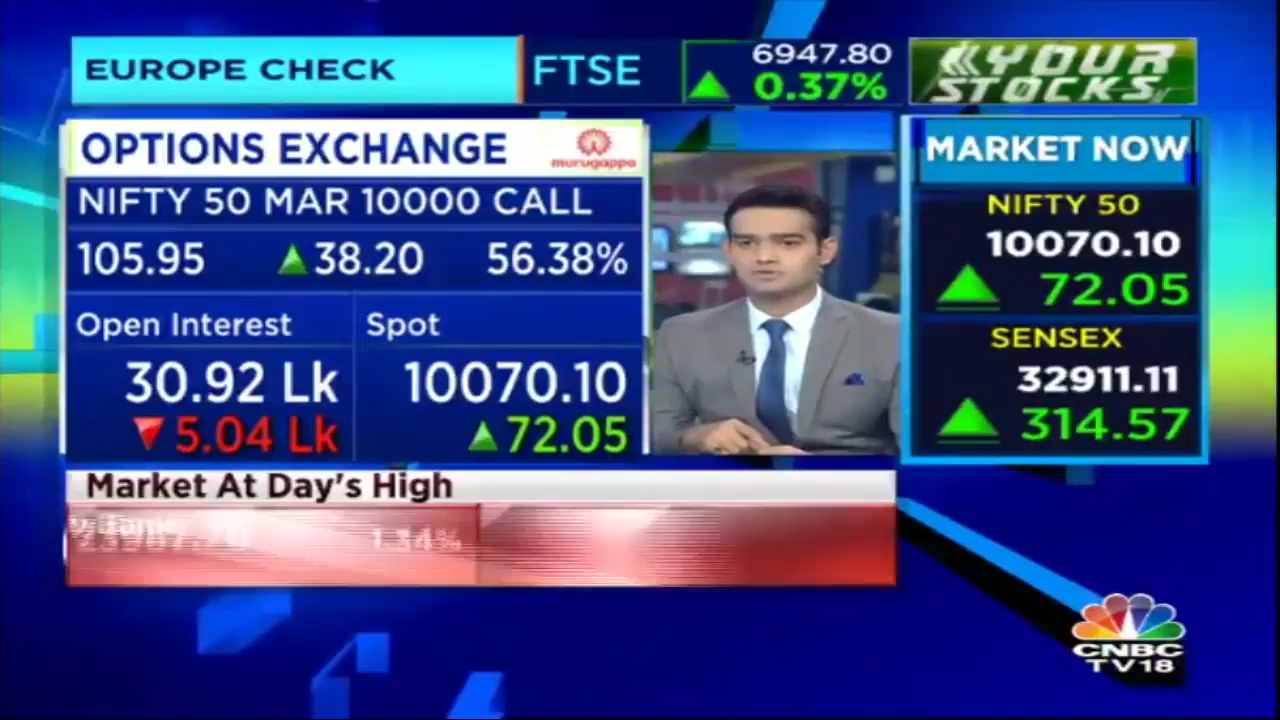 EUROPE CHECK
FTSE
6947.80
0.37%
YOUR
STOCKS
OPTIONS EXCHANGE
murugappa
NIFTY 50 MAR 10000 CALL
105.95 38.20 56.38%
Open Interest
30.92 Lk
5.04 Lk
Spot
10070.10
72.05
MARKET NOW
NIFTY 50
10070.10
72.05
SENSEX
32911.11
314.57
Market At Day's High
1.34%
CNBC
TV18